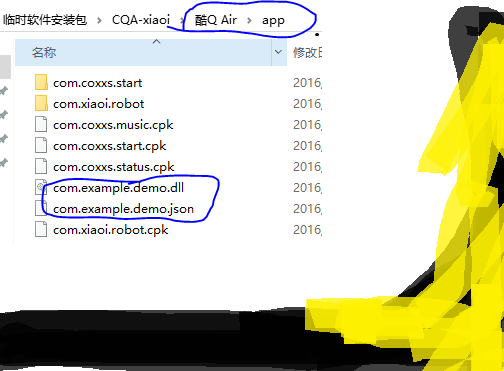 临时软件安装包 › CQA-xiaoi › 酷Q Air › app
名称 修改日
com.coxxs.start 2016,
com.xiaoi.robot 2016,
com.coxxs.music.cpk 2016,
com.coxxs.start.cpk 2016,
com.coxxs.status.cpk 2016,
com.example.demo.dll 2016,
com.example.demo.json 2016,
com.xiaoi.robot.cpk 2016,